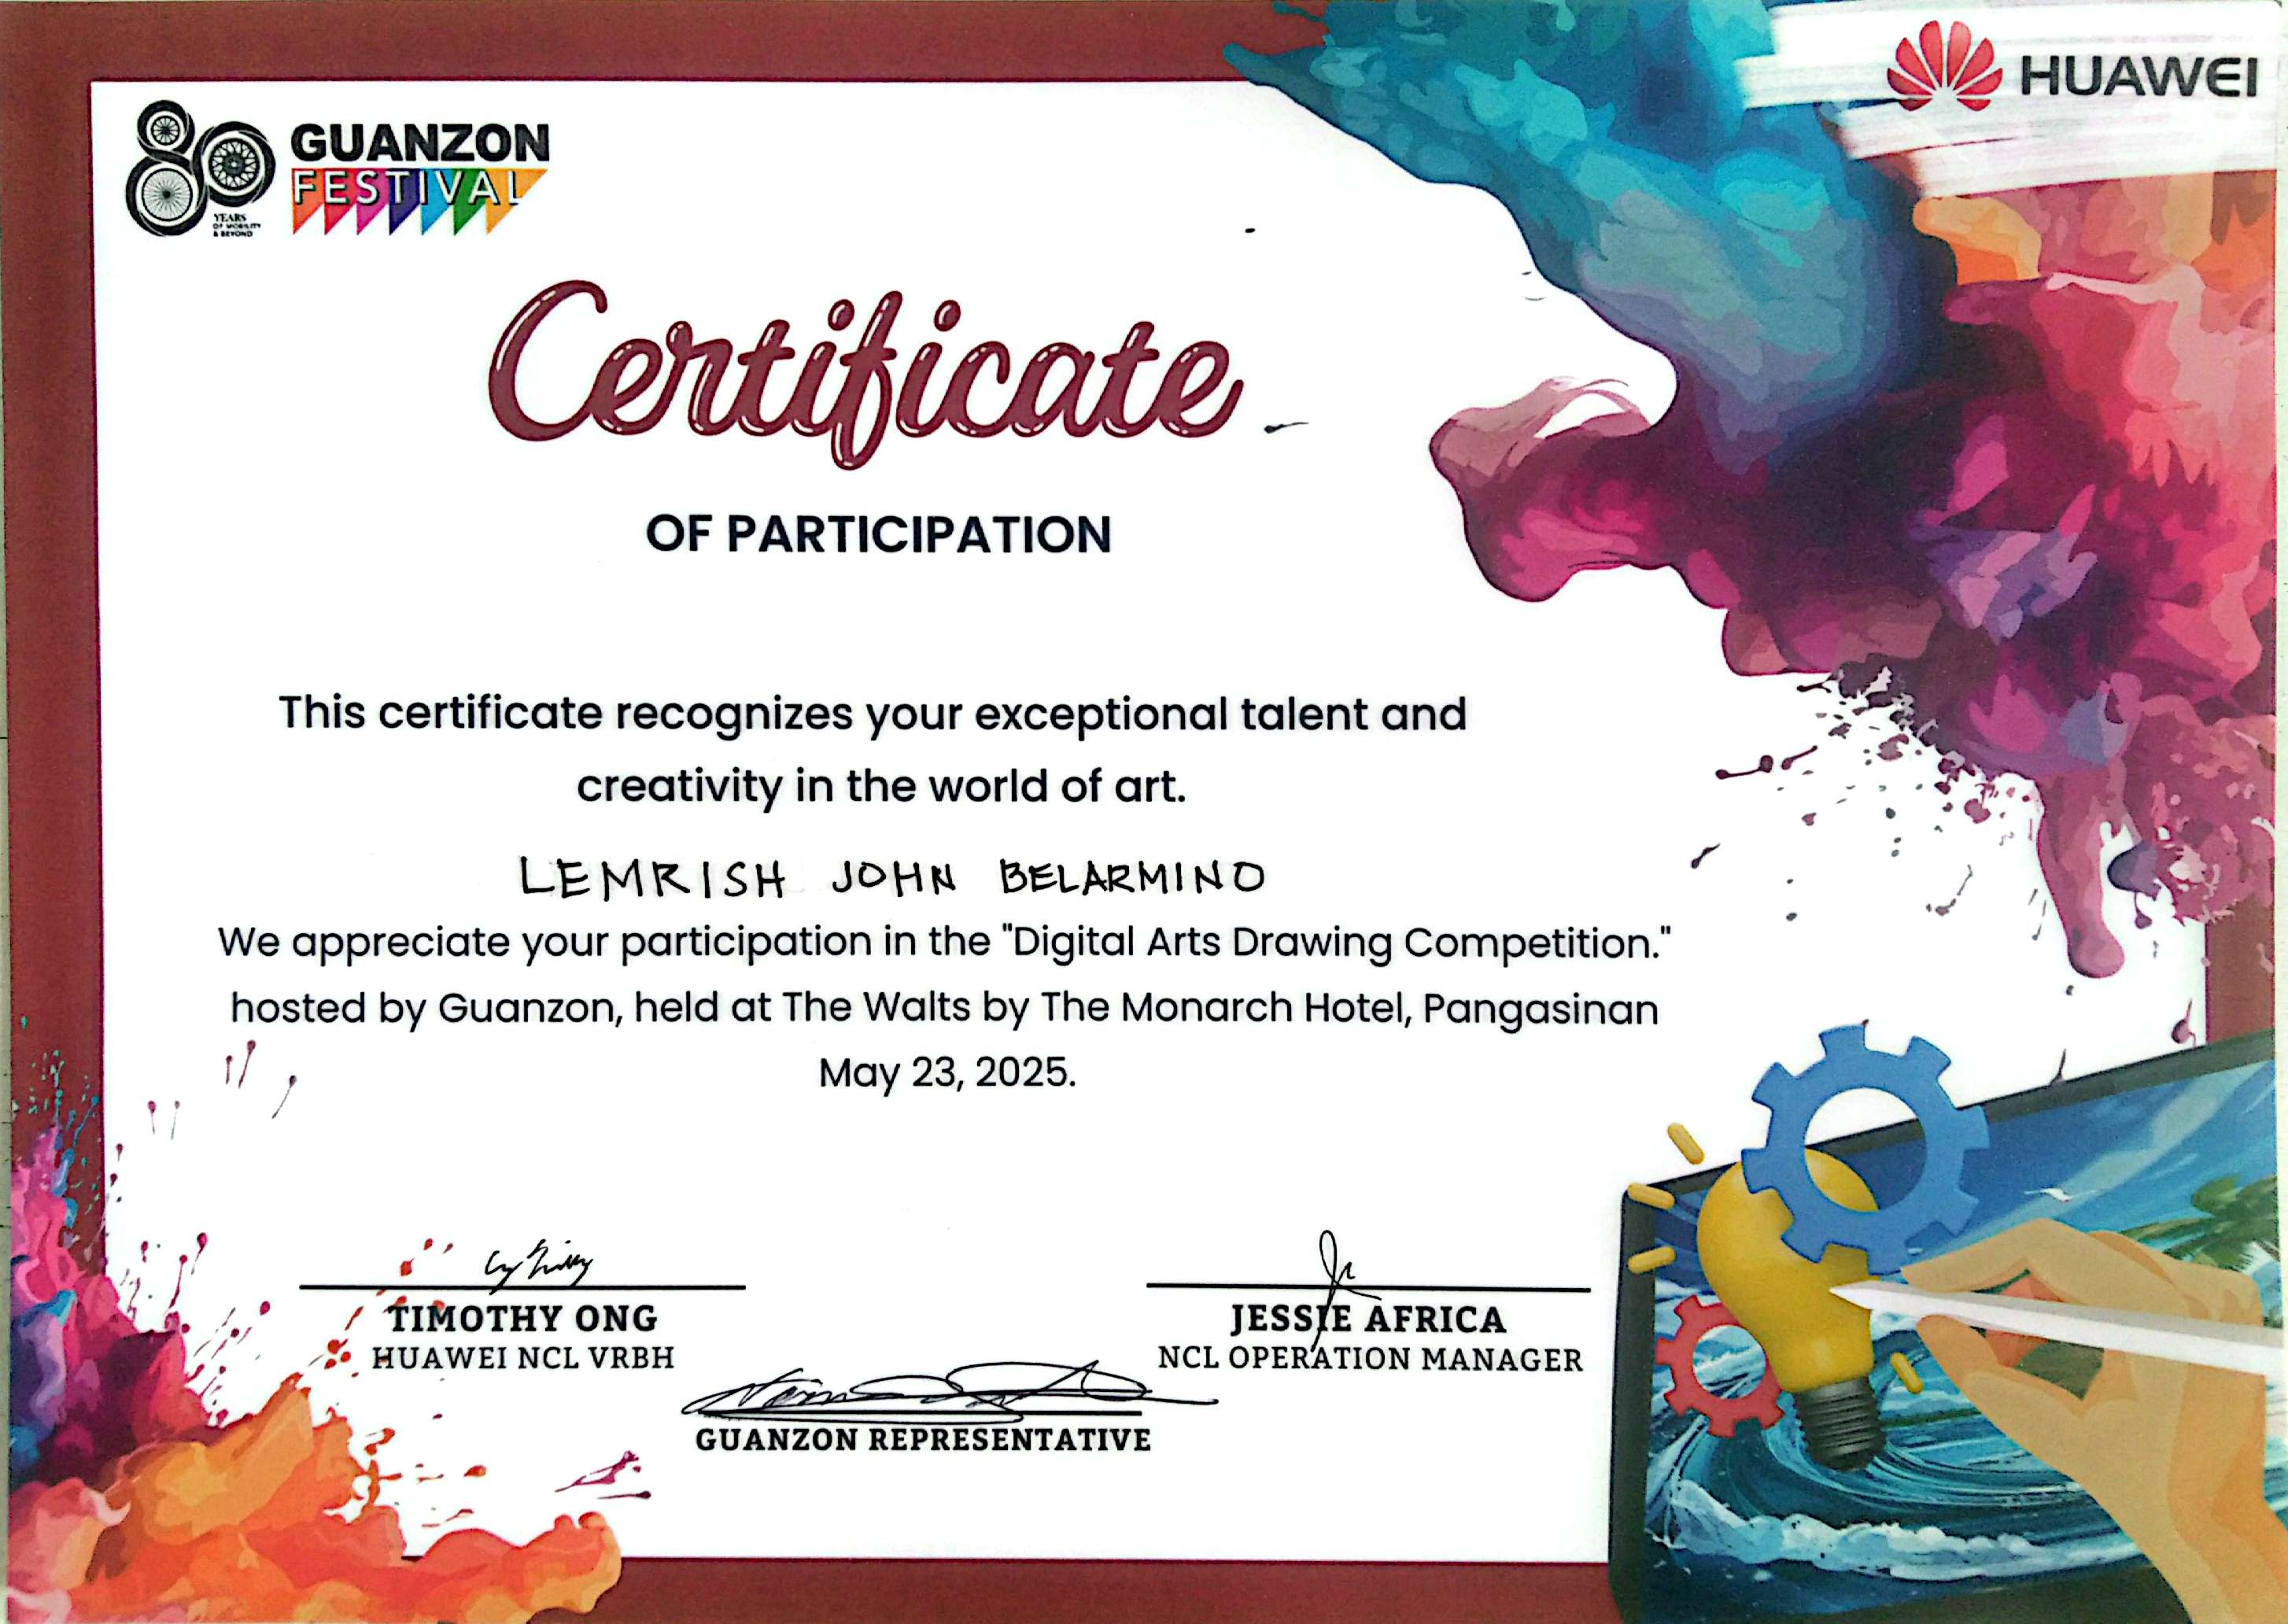 80
YEARS
OF MOBILITY
& BEYOND
GUANZON
FESTIVAL
HUAWEI
Certificate
OF PARTICIPATION
This certificate recognizes your exceptional talent and
creativity in the world of art.
LEMRISH JOHN BELARMINO
We appreciate your participation in the "Digital Arts Drawing Competition."
hosted by Guanzon, held at The Walts by The Monarch Hotel, Pangasinan
May 23, 2025.
TIMOTHY ONG
HUAWEI NCL VRBH
JESSIE AFRICA
NCL OPERATION MANAGER
GUANZON REPRESENTATIVE